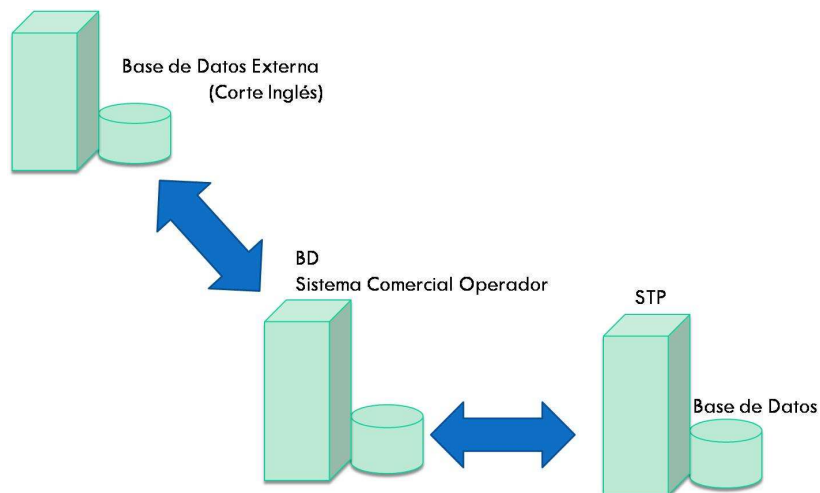 Base de Datos Externa
(Corte Inglés)
BD
Sistema Comercial Operador
STP
Base de Datos